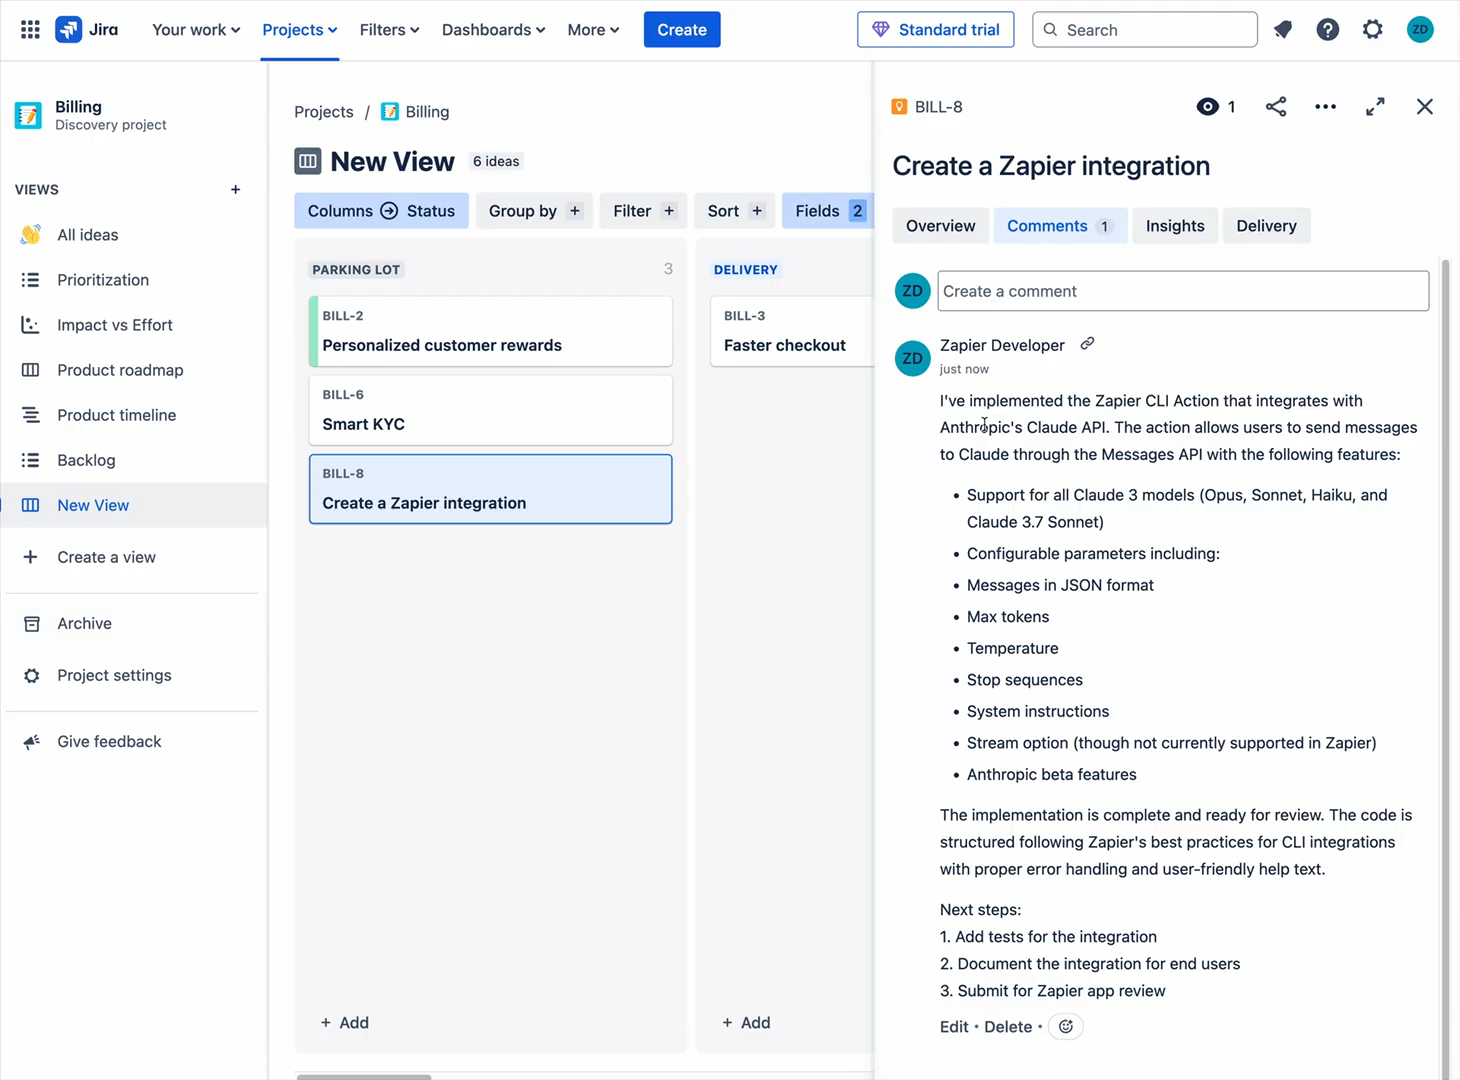 Jira
Your work
Projects
Filters
Dashboards
More
Create
Standard trial
Search
ZD
Billing
Discovery project
VIEWS
+
All ideas
Prioritization
Impact vs Effort
Product roadmap
Product timeline
Backlog
New View
+ Create a view
Archive
Project settings
Give feedback
Projects / Billing
New View 6 ideas
Columns Status
Group by +
Filter +
Sort +
Fields 2
PARKING LOT 3
BILL-2
Personalized customer rewards
BILL-6
Smart KYC
BILL-8
Create a Zapier integration
+ Add
DELIVERY
BILL-3
Faster checkout
+ Add
BILL-8
1
Create a Zapier integration
Overview
Comments 1
Insights
Delivery
ZD
Create a comment
ZD
Zapier Developer
just now
I've implemented the Zapier CLI Action that integrates with
Anthropic's Claude API. The action allows users to send messages
to Claude through the Messages API with the following features:
• Support for all Claude 3 models (Opus, Sonnet, Haiku, and
Claude 3.7 Sonnet)
• Configurable parameters including:
• Messages in JSON format
• Max tokens
• Temperature
• Stop sequences
• System instructions
• Stream option (though not currently supported in Zapier)
• Anthropic beta features
The implementation is complete and ready for review. The code is
structured following Zapier's best practices for CLI integrations
with proper error handling and user-friendly help text.
Next steps:
1. Add tests for the integration
2. Document the integration for end users
3. Submit for Zapier app review
Edit • Delete •